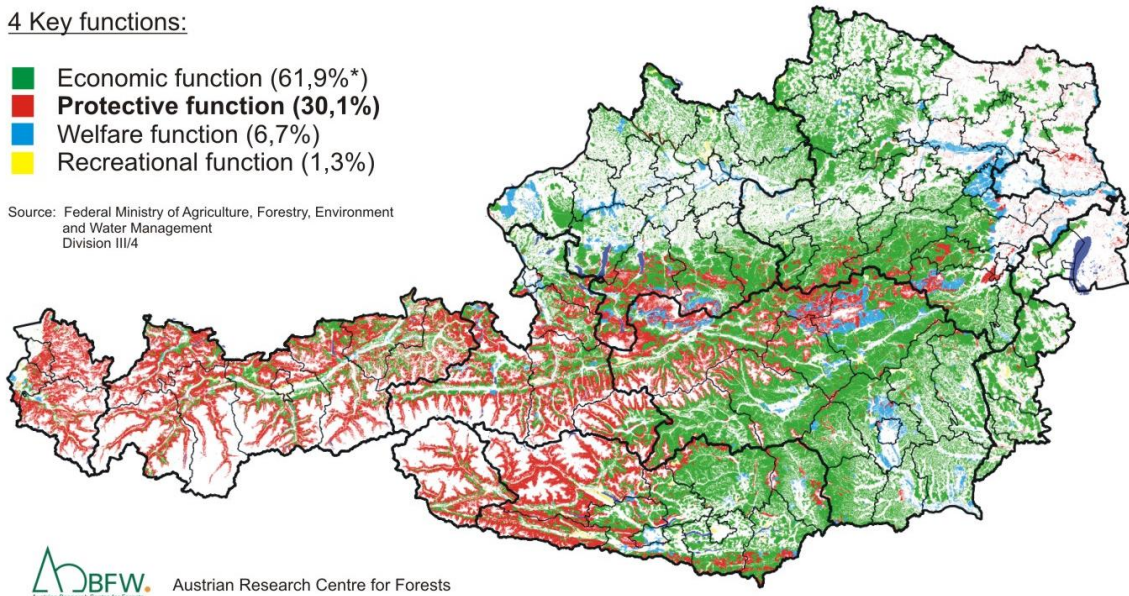 4 Key functions:
Economic function (61,9%*)
Protective function (30,1%)
Welfare function (6,7%)
Recreational function (1,3%)
Source: Federal Ministry of Agriculture, Forestry, Environment
and Water Management
Division III/4
BFW.
Austrian Research Centre for Forests